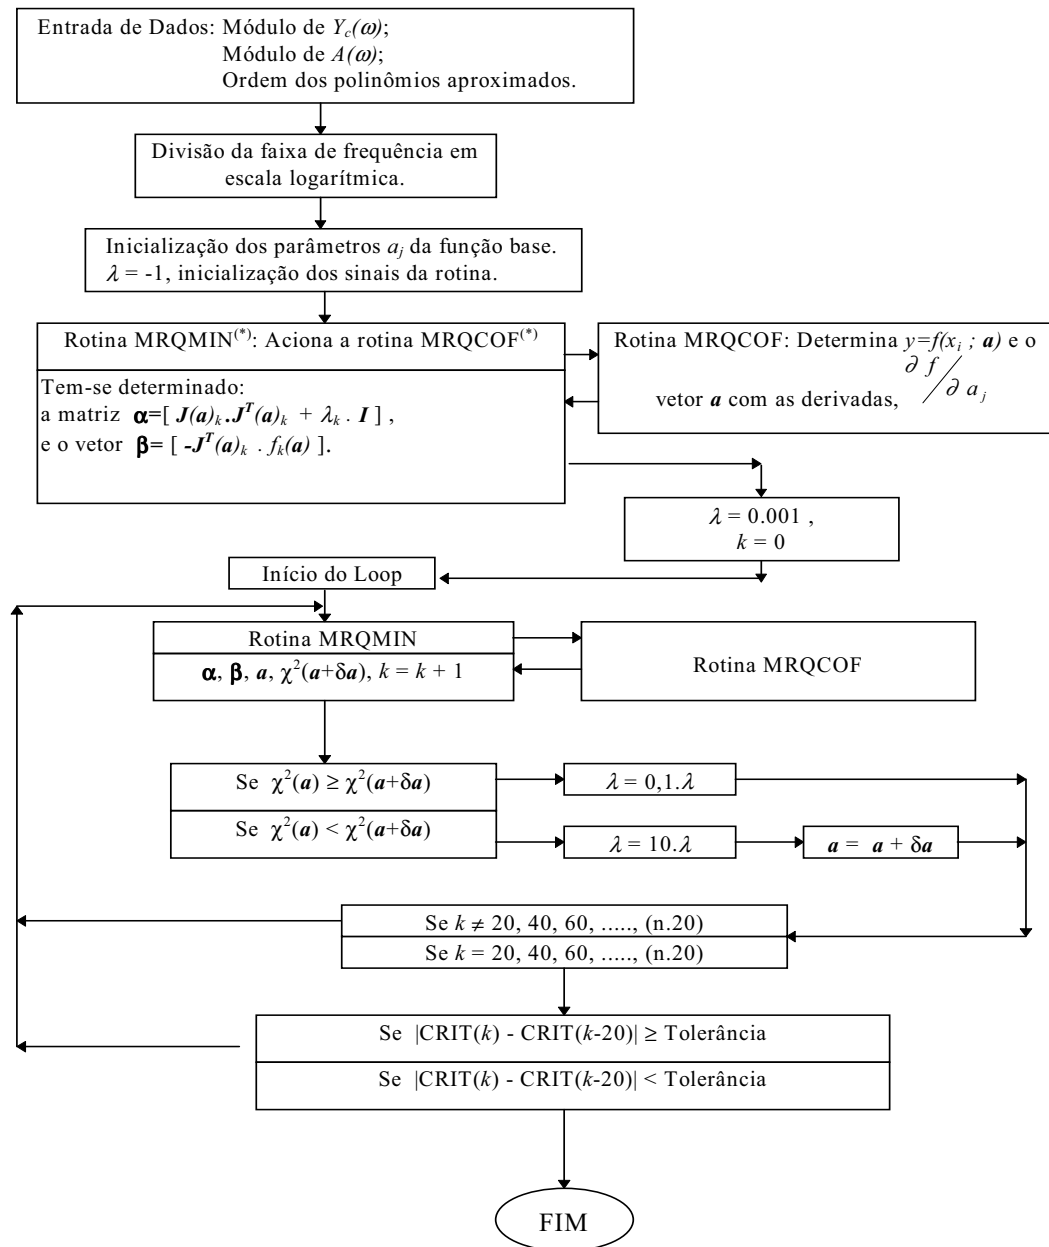 Entrada de Dados: Módulo de Yc(ω);
Módulo de A(ω);
Ordem dos polinômios aproximados.
Divisão da faixa de frequência em
escala logarítmica.
Inicialização dos parâmetros aj da função base.
λ = -1, inicialização dos sinais da rotina.
Rotina MRQMIN(*): Aciona a rotina MRQCOF(*)
Tem-se determinado:
a matriz α=[ J(a)k.J^T(a)k + λk . I ] ,
e o vetor β= [ -J^T(a)k . fk(a) ].
Rotina MRQCOF: Determina y=f(xi ; a) e o
vetor a com as derivadas, ∂ f / ∂ aj
λ = 0.001 ,
k = 0
Início do Loop
Rotina MRQMIN
α, β, a, χ²(a+δa), k = k + 1
Rotina MRQCOF
Se χ²(a) ≥ χ²(a+δa)
λ = 0,1.λ
Se χ²(a) < χ²(a+δa)
λ = 10.λ
a = a + δa
Se k ≠ 20, 40, 60, ....., (n.20)
Se k = 20, 40, 60, ....., (n.20)
Se |CRIT(k) - CRIT(k-20)| ≥ Tolerância
Se |CRIT(k) - CRIT(k-20)| < Tolerância
FIM